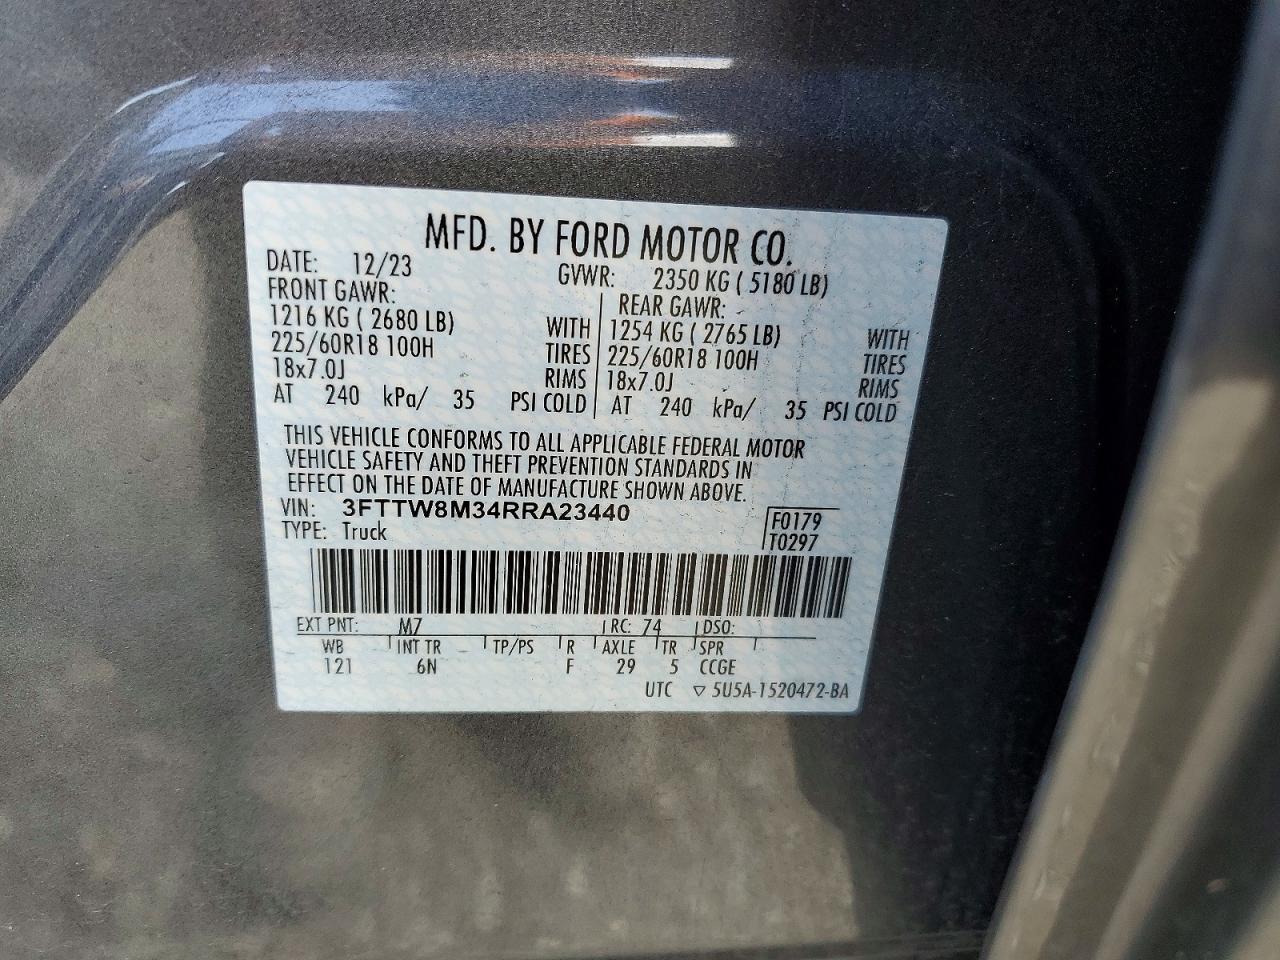 MFD. BY FORD MOTOR CO.
DATE: 12/23 GVWR: 2350 KG ( 5180 LB)
FRONT GAWR: REAR GAWR:
1216 KG ( 2680 LB) WITH 1254 KG ( 2765 LB) WITH
225/60R18 100H TIRES 225/60R18 100H TIRES
18x7.0J RIMS 18x7.0J RIMS
AT 240 kPa/ 35 PSI COLD AT 240 kPa/ 35 PSI COLD
THIS VEHICLE CONFORMS TO ALL APPLICABLE FEDERAL MOTOR
VEHICLE SAFETY AND THEFT PREVENTION STANDARDS IN
EFFECT ON THE DATE OF MANUFACTURE SHOWN ABOVE.
VIN: 3FTTW8M34RRA23440 F0179
TYPE: Truck T0297
EXT PNT: M7 RC: 74 DSO:
WB INT TR TP/PS R AXLE TR SPR
121 6N F 29 5 CCGE
UTC ▽ 5U5A-1520472-BA